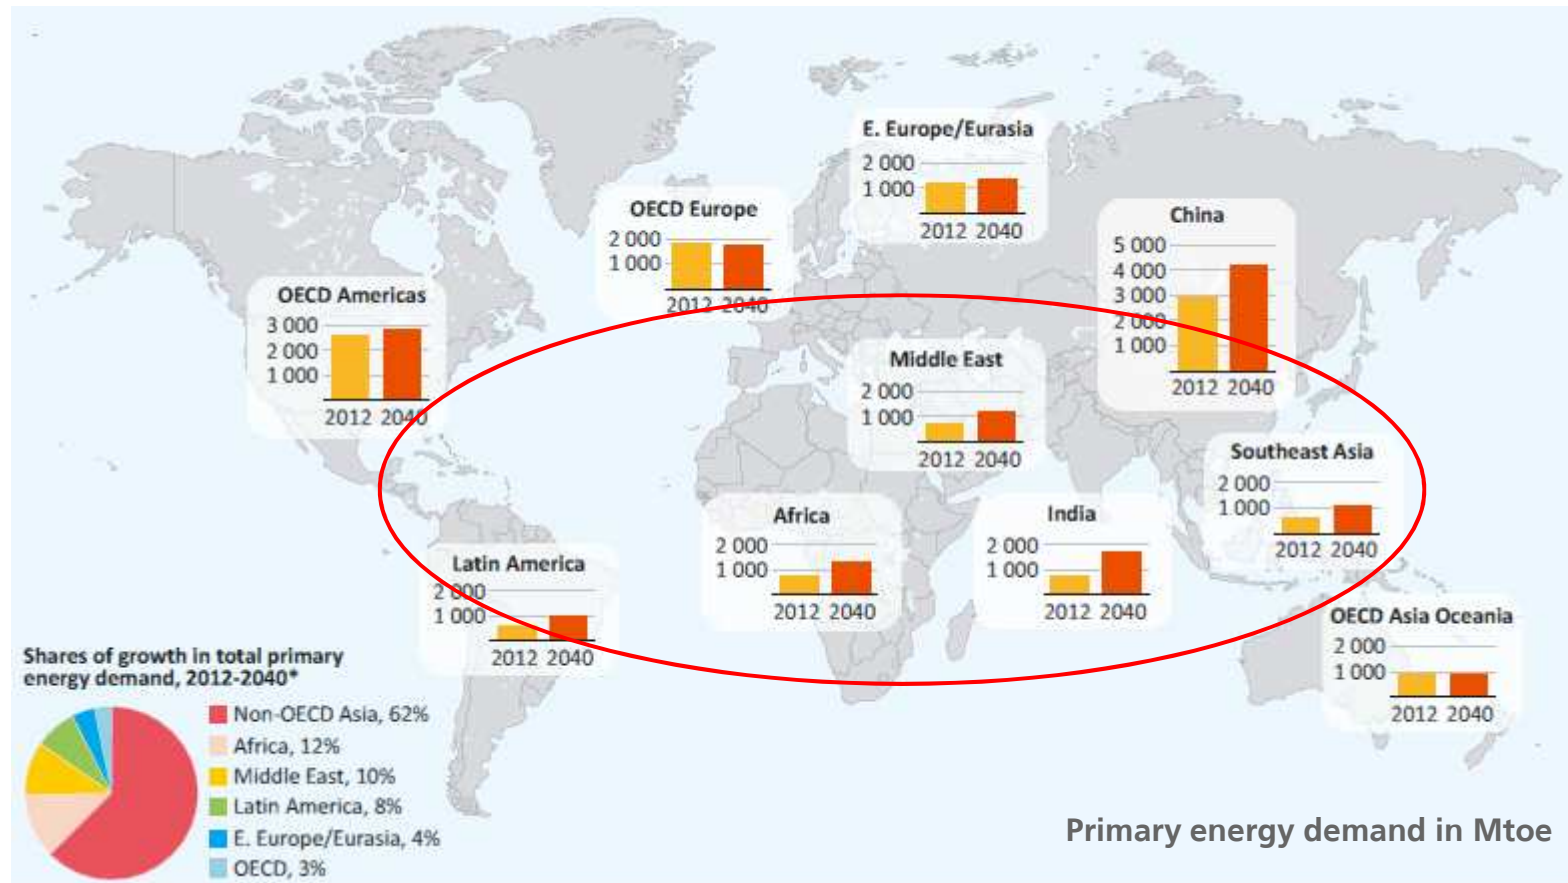 E. Europe/Eurasia
2 000
1 000
2012 2040
OECD Europe
2 000
1 000
2012 2040
China
5 000
4 000
3 000
2 000
1 000
2012 2040
OECD Americas
3 000
2 000
1 000
2012 2040
Middle East
2 000
1 000
2012 2040
Southeast Asia
2 000
1 000
2012 2040
Africa
2 000
1 000
2012 2040
India
2 000
1 000
2012 2040
Latin America
2 000
1 000
2012 2040
OECD Asia Oceania
2 000
1 000
2012 2040
Shares of growth in total primary
energy demand, 2012-2040*
Non-OECD Asia, 62%
Africa, 12%
Middle East, 10%
Latin America, 8%
E. Europe/Eurasia, 4%
OECD, 3%
Primary energy demand in Mtoe